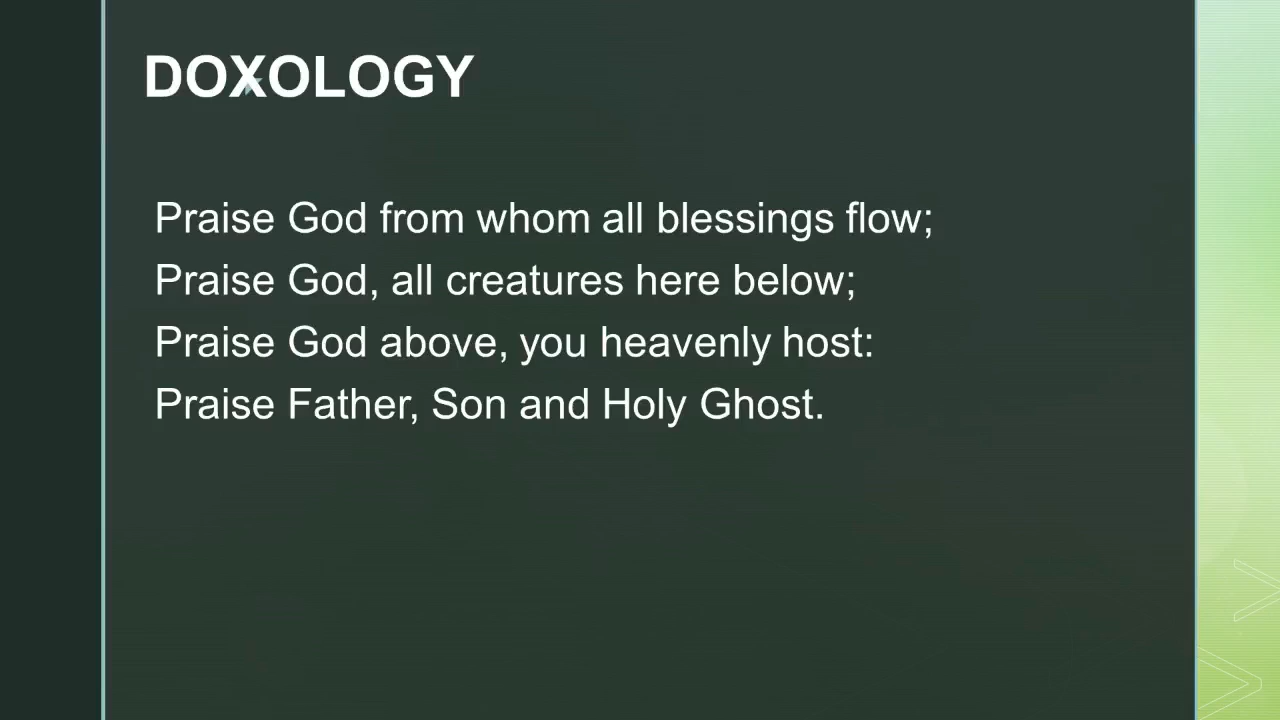 DOXOLOGY
Praise God from whom all blessings flow;
Praise God, all creatures here below;
Praise God above, you heavenly host:
Praise Father, Son and Holy Ghost.